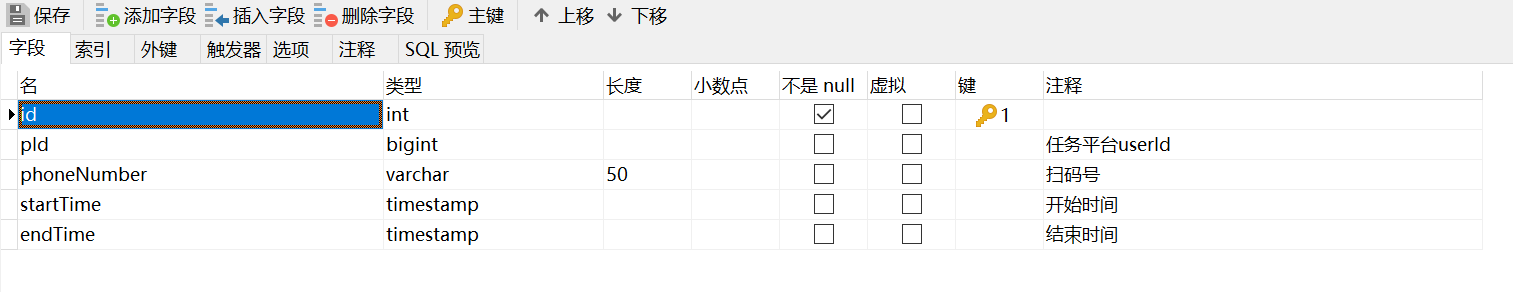 保存 添加字段 插入字段 删除字段 主键 上移 下移
字段 索引 外键 触发器 选项 注释 SQL 预览
名 类型 长度 小数点 不是 null 虚拟 键 注释
id int 1
pId bigint 任务平台userId
phoneNumber varchar 50 扫码号
startTime timestamp 开始时间
endTime timestamp 结束时间